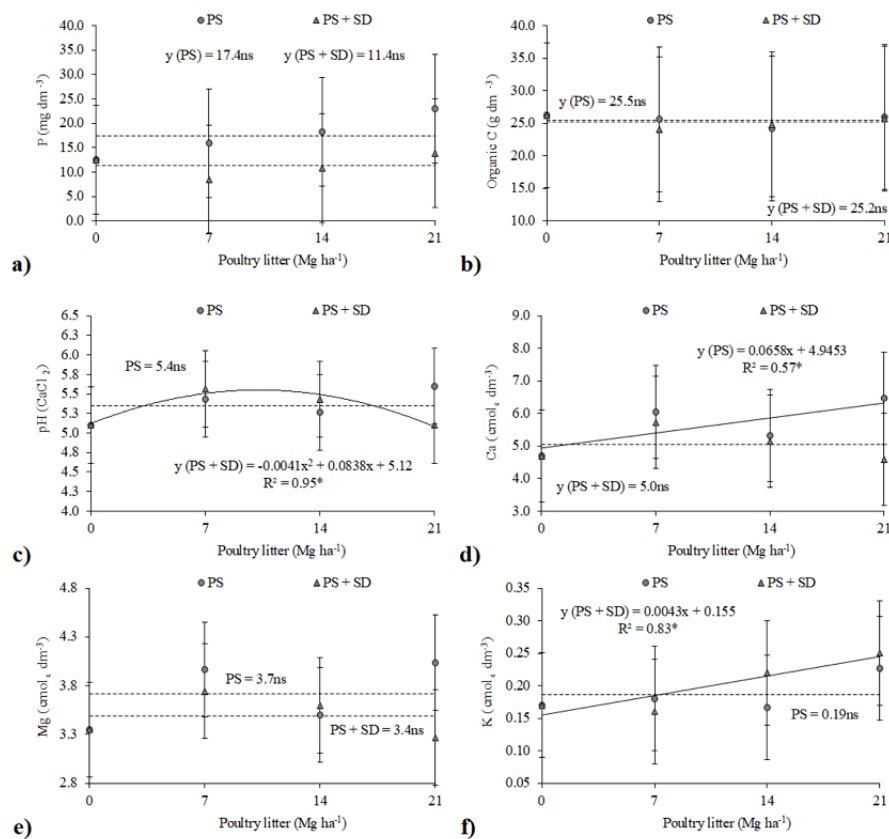 PS PS + SD
40.0
35.0
30.0
25.0
20.0
15.0
10.0
5.0
0.0
P (mg dm -3)
y (PS) = 17.4ns y (PS + SD) = 11.4ns
0 7 14 21
Poultry litter (Mg ha-1)
a)
PS PS + SD
40.0
35.0
30.0
25.0
20.0
15.0
10.0
Organic C (g dm -3)
y (PS) = 25.5ns
y (PS + SD) = 25.2ns
0 7 14 21
Poultry litter (Mg ha-1)
b)
PS PS + SD
6.5
6.3
6.0
5.8
5.5
5.3
5.0
4.8
4.5
4.3
4.0
pH (CaCl 2)
PS = 5.4ns
y (PS + SD) = -0.0041x2 + 0.0838x + 5.12
R2 = 0.95*
0 7 14 21
Poultry litter (Mg ha-1)
c)
PS PS + SD
9.0
8.0
7.0
6.0
5.0
4.0
3.0
Ca ( cmolc dm-3)
y (PS) = 0.0658x + 4.9453
R2 = 0.57*
y (PS + SD) = 5.0ns
0 7 14 21
Poultry litter (Mg ha-1)
d)
PS PS + SD
4.8
4.3
3.8
3.3
2.8
Mg ( cmolc dm-3)
PS = 3.7ns
PS + SD = 3.4ns
0 7 14 21
Poultry litter (Mg ha-1)
e)
PS PS + SD
0.35
0.30
0.25
0.20
0.15
0.10
0.05
K ( cmolc dm-3)
y (PS + SD) = 0.0043x + 0.155
R2 = 0.83*
PS = 0.19ns
0 7 14 21
Poultry litter (Mg ha-1)
f)